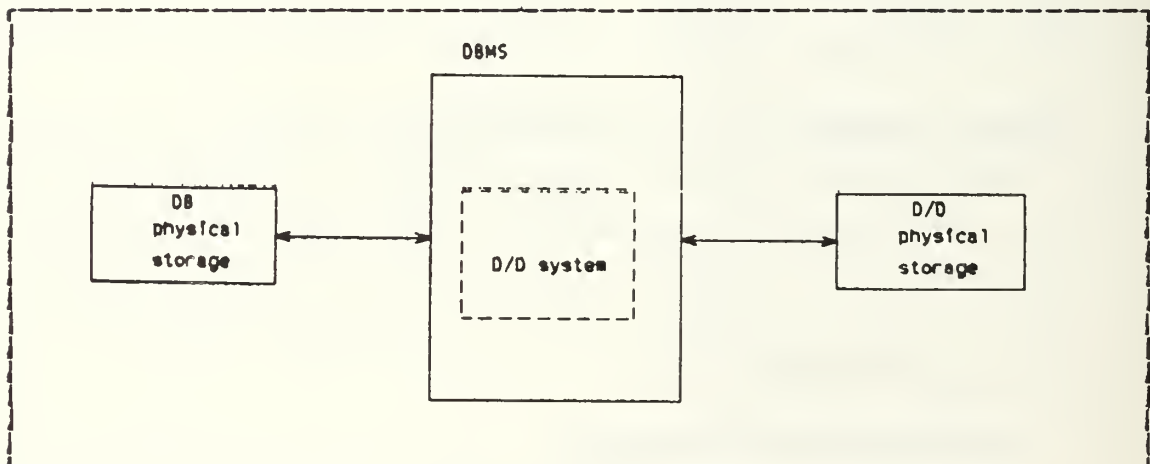 DBMS
DB
physical
storage
D/D system
D/D
physical
storage